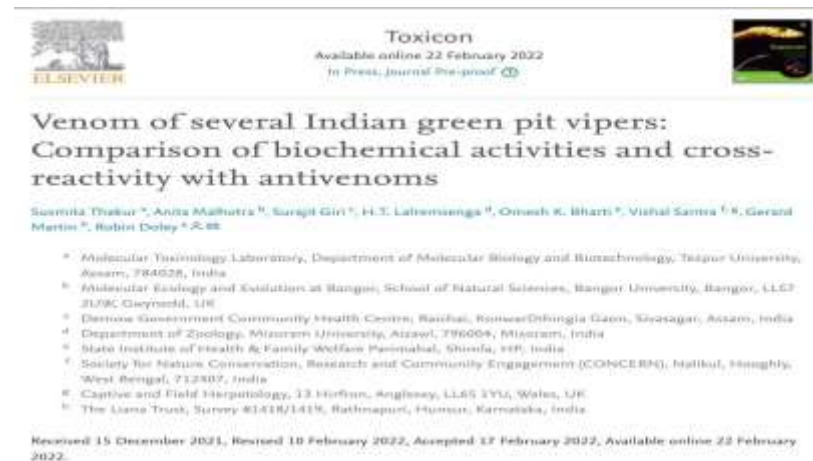 ELSEVIER
Toxicon
Available online 22 February 2022
In Press, Journal Pre-proof
Venom of several Indian green pit vipers:
Comparison of biochemical activities and cross-
reactivity with antivenoms
Susmita Thakur a, Anita Malhotra b, Surajit Giri c, H.T. Lalremsanga d, Omesh K. Bharti e, Vishal Santra f, g, Gerard
Martin h, Robin Doley a
a Molecular Toxinology Laboratory, Department of Molecular Biology and Biotechnology, Tezpur University,
Assam, 784028, India
b Molecular Ecology and Evolution at Bangor, School of Natural Sciences, Bangor University, Bangor, LL57
2UW, Gwynedd, UK
c Demow Government Community Health Centre, Raichai, Gaon, Sivasagar, Assam, India
d Department of Zoology, Mizoram University, Aizawl, 796004, Mizoram, India
e State Institute of Health & Family Welfare Parimahal, Shimla, HP, India
f Society for Nature Conservation, Research and Community Engagement (CONCERN), Nalikul, Hooghly,
West Bengal, 712407, India
g Captive and Field Herpetology, 13 Hirfron, Anglesey, LL65 1YU, Wales, UK
h The Liana Trust, Survey #1418/1419, Rathnapuri, Hunsur, Karnataka, India
Received 15 December 2021, Revised 10 February 2022, Accepted 17 February 2022, Available online 22 February
2022.